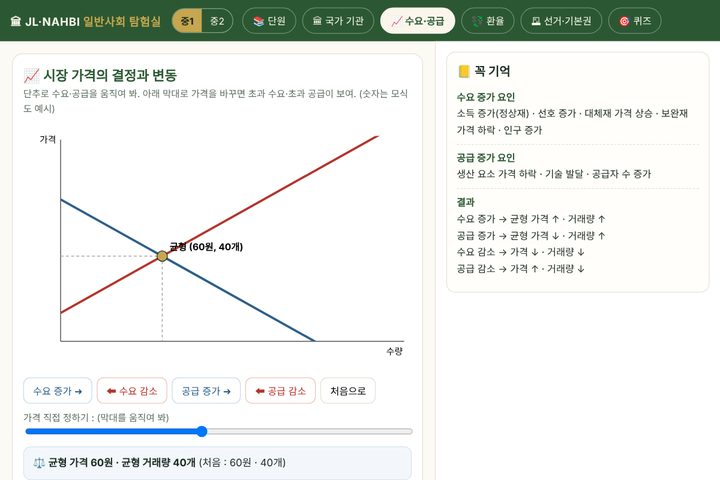 🏛 JL·NAHBI 일반사회 탐험실 중1 중2 📚 단원 🏛 국가 기관 📈 수요·공급 💱 환율 🗳 선거·기본권 🎯 퀴즈
📈 시장 가격의 결정과 변동
단추로 수요·공급을 움직여 봐. 아래 막대로 가격을 바꾸면 초과 수요·초과 공급이 보여. (숫자는 모식
도 예시)
가격
균형 (60원, 40개)
수량
수요 증가 → ⬅ 수요 감소 공급 증가 → ⬅ 공급 감소 처음으로
가격 직접 정하기 : (막대를 움직여 봐)
⚖️ 균형 가격 60원 · 균형 거래량 40개 (처음 : 60원 · 40개)
📒 꼭 기억
수요 증가 요인
소득 증가(정상재) · 선호 증가 · 대체재 가격 상승 · 보완재
가격 하락 · 인구 증가
공급 증가 요인
생산 요소 가격 하락 · 기술 발달 · 공급자 수 증가
결과
수요 증가 → 균형 가격 ↑ · 거래량 ↑
공급 증가 → 균형 가격 ↓ · 거래량 ↑
수요 감소 → 가격 ↓ · 거래량 ↓
공급 감소 → 가격 ↑ · 거래량 ↓